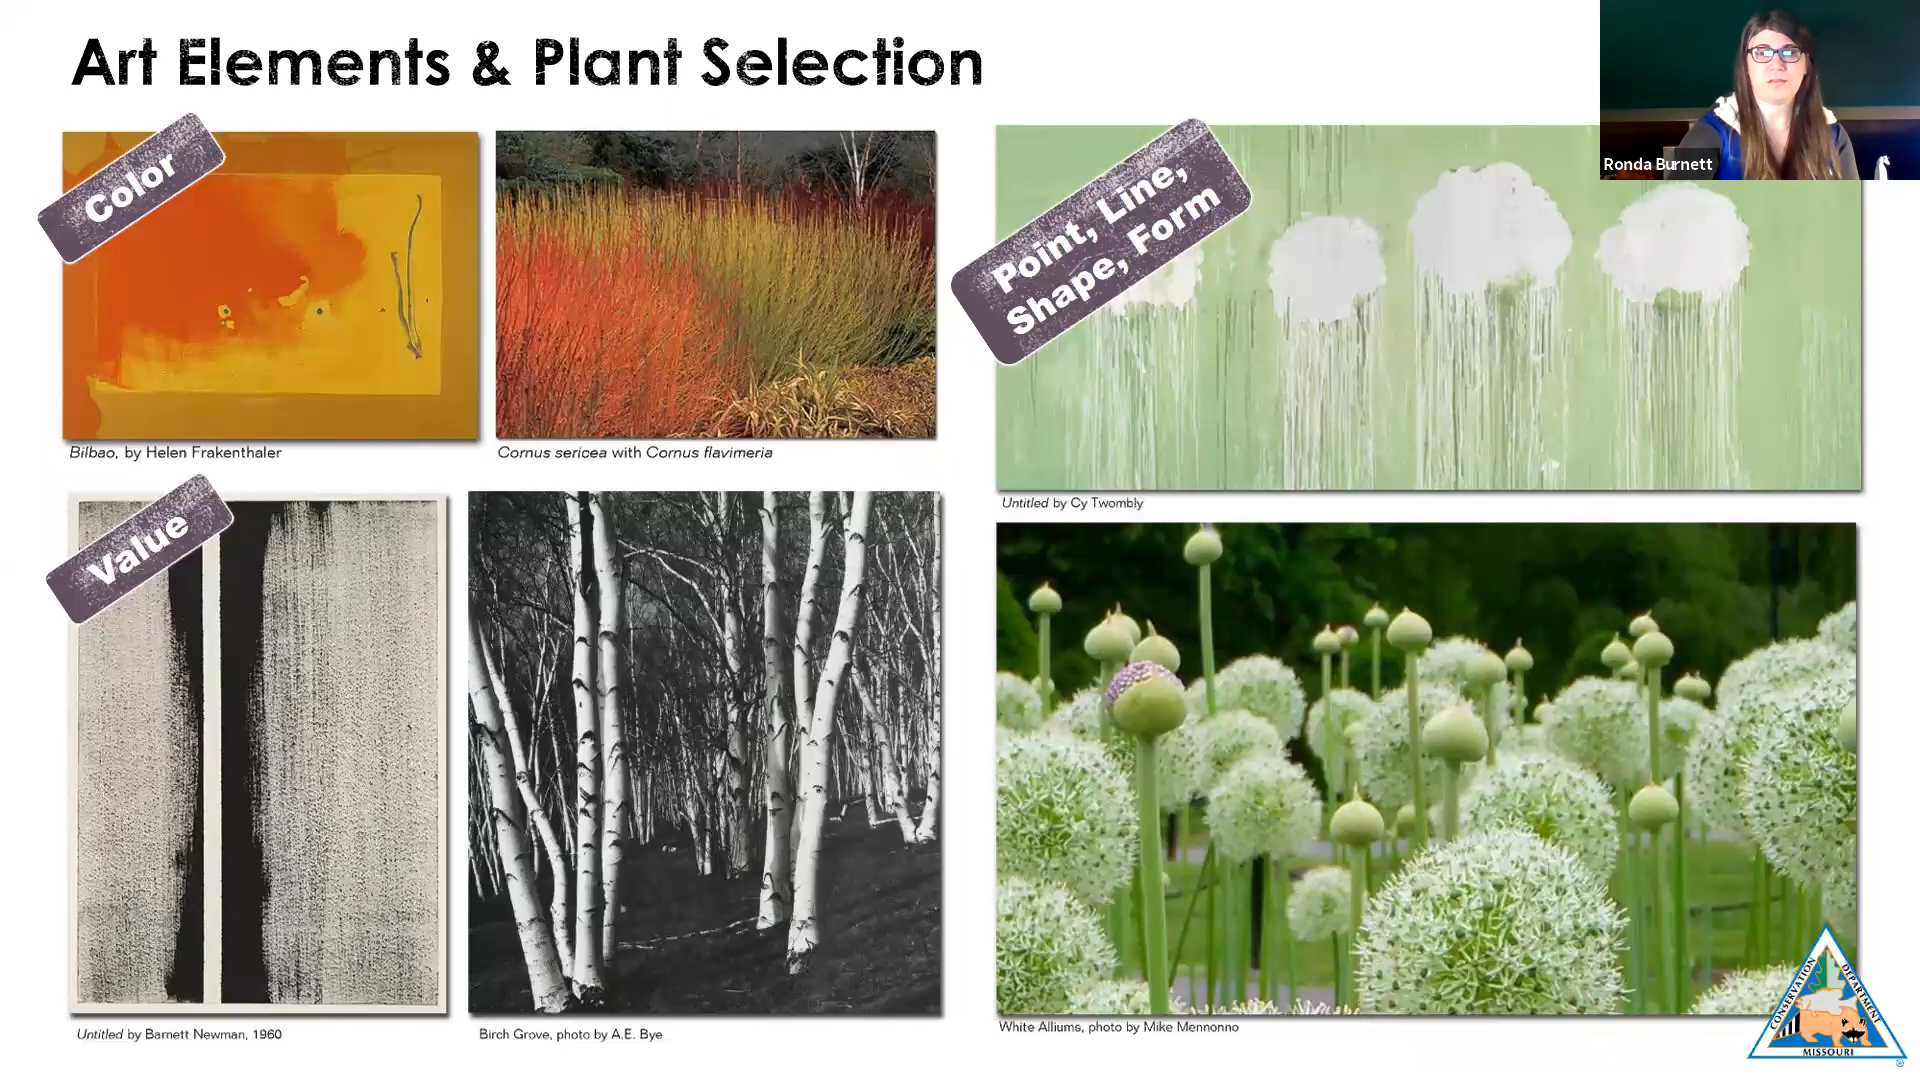 Art Elements & Plant Selection
Ronda Burnett
Color
Bilbao, by Helen Frakenthaler
Cornus sericea with Cornus flavimeria
Point, Line,
Shape, Form
Untitled by Cy Twombly
Value
Untitled by Barnett Newman, 1960
Birch Grove, photo by A.E. Bye
White Alliums, photo by Mike Mennonno
CONSERVATION
DEPARTMENT
MISSOURI
®